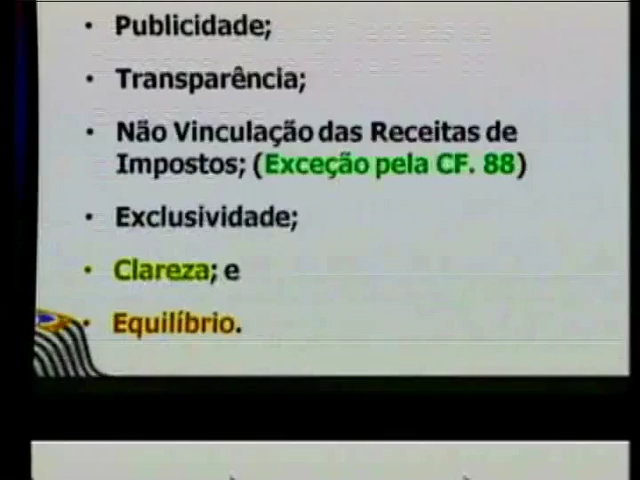 • Publicidade;
• Transparência;
• Não Vinculação das Receitas de
Impostos; (Exceção pela CF. 88)
• Exclusividade;
• Clareza; e
• Equilíbrio.